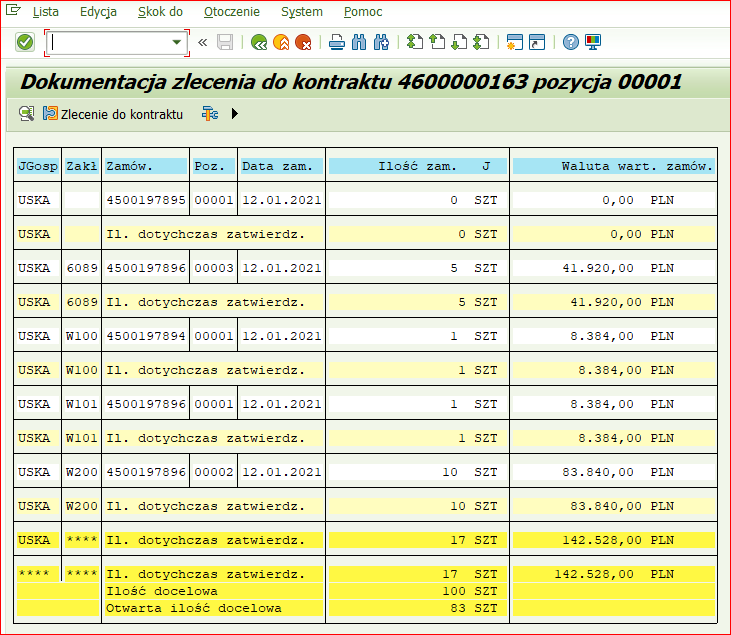 Lista Edycja Skok do Otoczenie System Pomoc
Dokumentacja zlecenia do kontraktu 4600000163 pozycja 00001
Zlecenie do kontraktu
JGosp Zakł Zamów. Poz. Data zam. Ilość zam. J Waluta wart. zamów.
USKA 4500197895 00001 12.01.2021 0 SZT 0,00 PLN
USKA Il. dotychczas zatwierdz. 0 SZT 0,00 PLN
USKA 6089 4500197896 00003 12.01.2021 5 SZT 41.920,00 PLN
USKA 6089 Il. dotychczas zatwierdz. 5 SZT 41.920,00 PLN
USKA W100 4500197894 00001 12.01.2021 1 SZT 8.384,00 PLN
USKA W100 Il. dotychczas zatwierdz. 1 SZT 8.384,00 PLN
USKA W101 4500197896 00001 12.01.2021 1 SZT 8.384,00 PLN
USKA W101 Il. dotychczas zatwierdz. 1 SZT 8.384,00 PLN
USKA W200 4500197896 00002 12.01.2021 10 SZT 83.840,00 PLN
USKA W200 Il. dotychczas zatwierdz. 10 SZT 83.840,00 PLN
USKA **** Il. dotychczas zatwierdz. 17 SZT 142.528,00 PLN
**** **** Il. dotychczas zatwierdz. 17 SZT 142.528,00 PLN
Ilość docelowa 100 SZT
Otwarta ilość docelowa 83 SZT